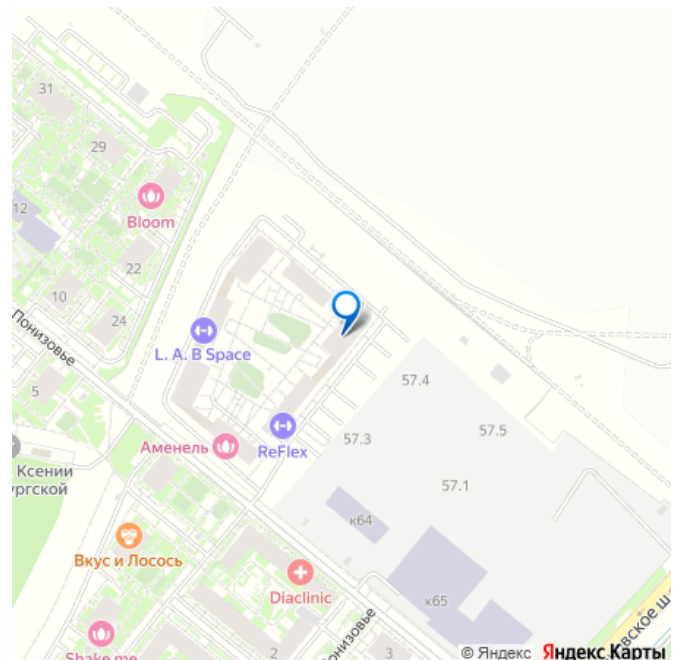 31
29
12
Bloom
22
10
24
Понизовье
L. A. B Space
5
57.4
57.5
57.3
57.1
ReFlex
Аменель
Ксении
ургской
к64
Вкус и Лосось
Diaclinic
к65
Понизовье
вское ш.
Shake me
2
3
© Яндекс Яндекс Карты